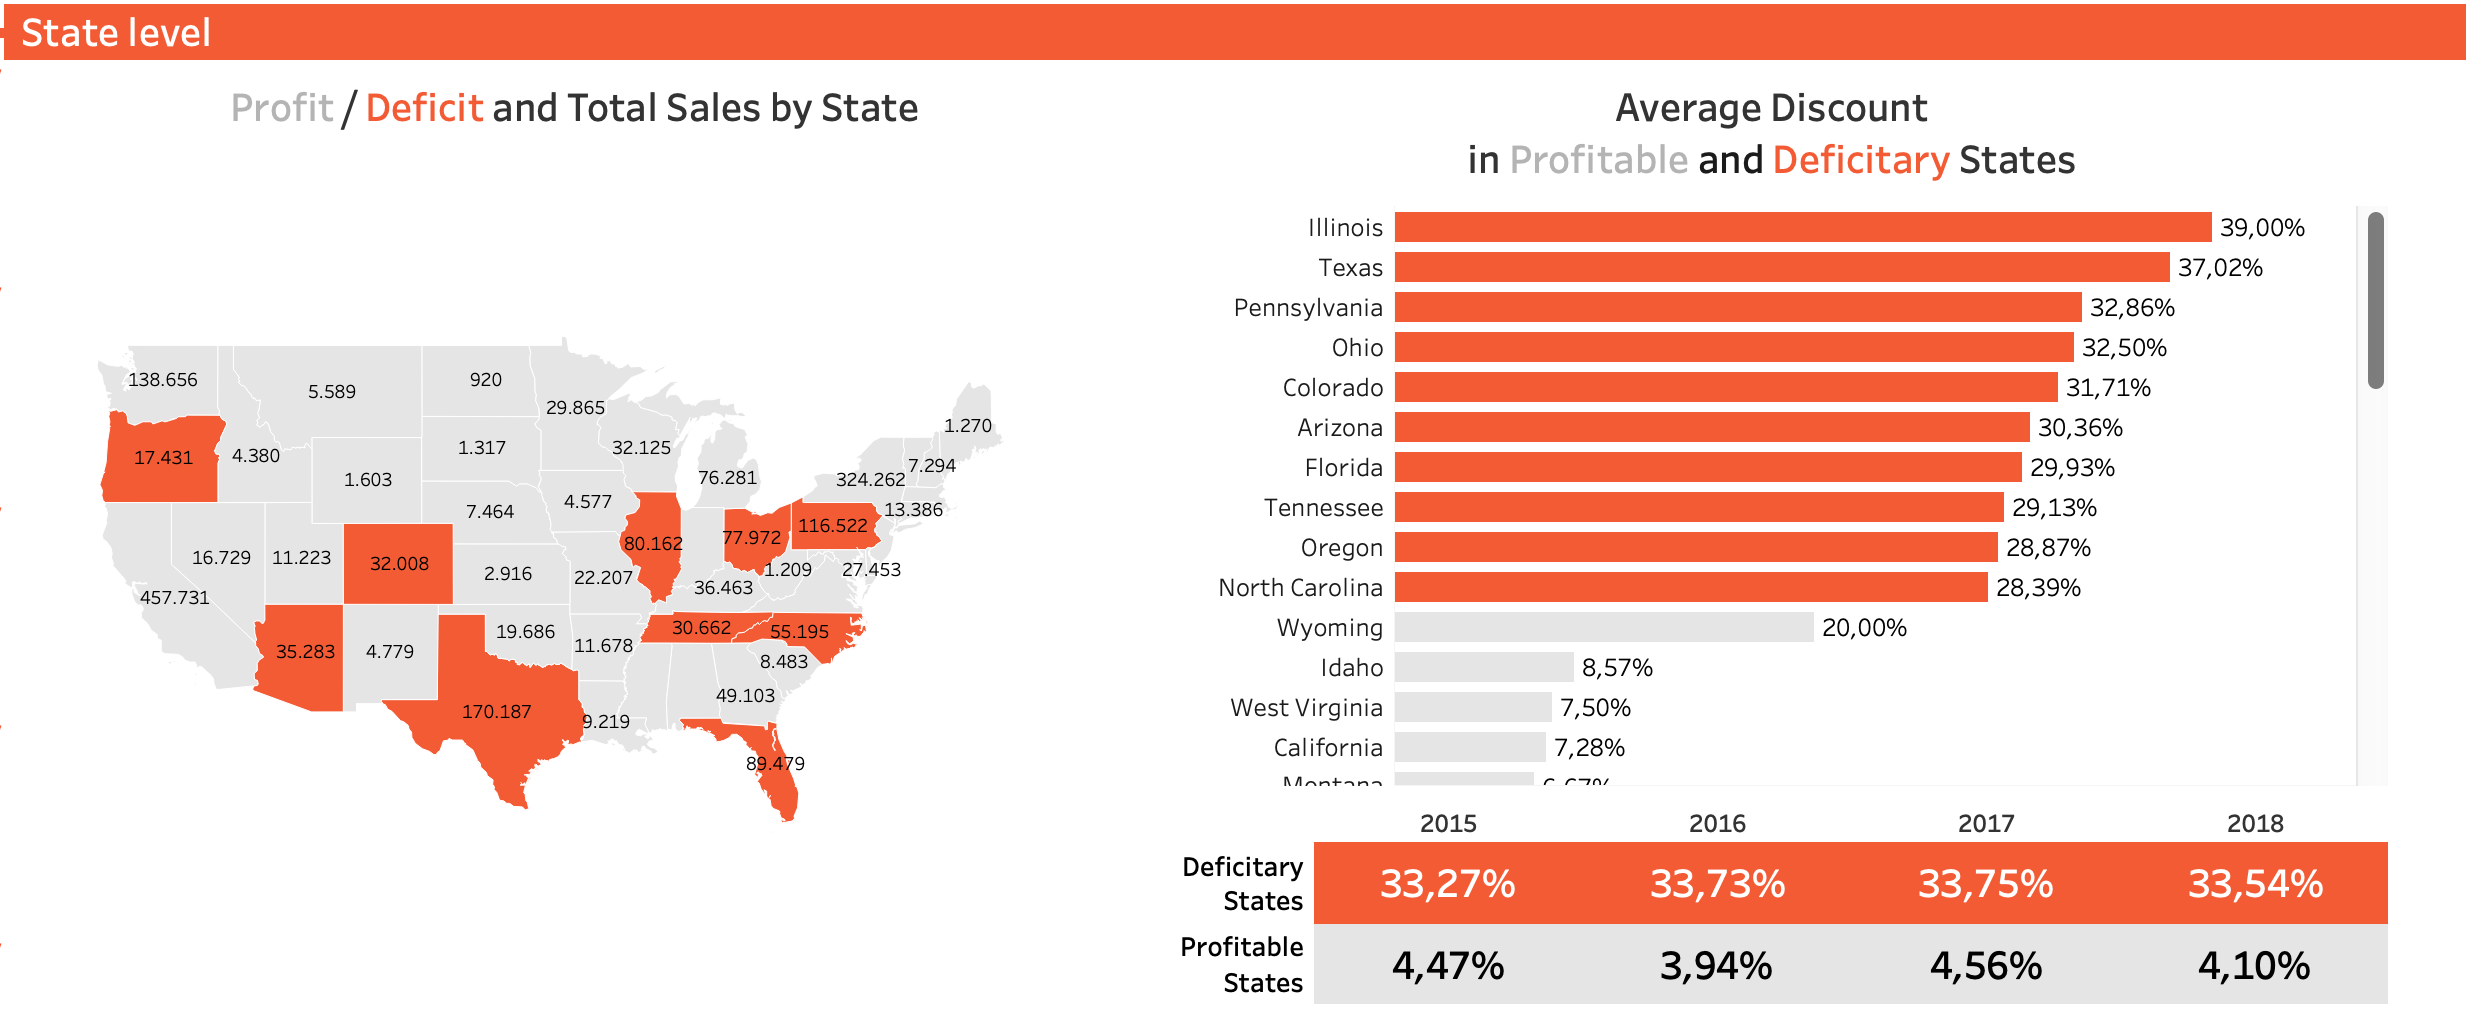 State level
Profit / Deficit and Total Sales by State
138.656
5.589
920
29.865
1.270
17.431
4.380
1.603
1.317
32.125
76.281
324.262
7.294
7.464
4.577
13.386
16.729
11.223
32.008
2.916
22.207
80.162
77.972
116.522
1.209
27.453
36.463
457.731
35.283
4.779
19.686
11.678
30.662
55.195
8.483
49.103
170.187
9.219
89.479
Average Discount
in Profitable and Deficitary States
Illinois 39,00%
Texas 37,02%
Pennsylvania 32,86%
Ohio 32,50%
Colorado 31,71%
Arizona 30,36%
Florida 29,93%
Tennessee 29,13%
Oregon 28,87%
North Carolina 28,39%
Wyoming 20,00%
Idaho 8,57%
West Virginia 7,50%
California 7,28%
Montana 6,67%
2015 2016 2017 2018
Deficitary
States
33,27% 33,73% 33,75% 33,54%
Profitable
States
4,47% 3,94% 4,56% 4,10%